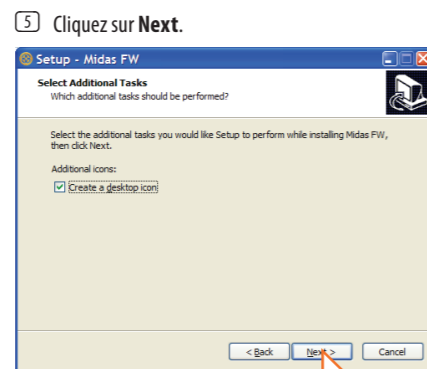 5 Cliquez sur Next.
Setup - Midas FW
Select Additional Tasks
Which additional tasks should be performed?
Select the additional tasks you would like Setup to perform while installing Midas FW,
then click Next.
Additional icons:
Create a desktop icon
< Back Next > Cancel